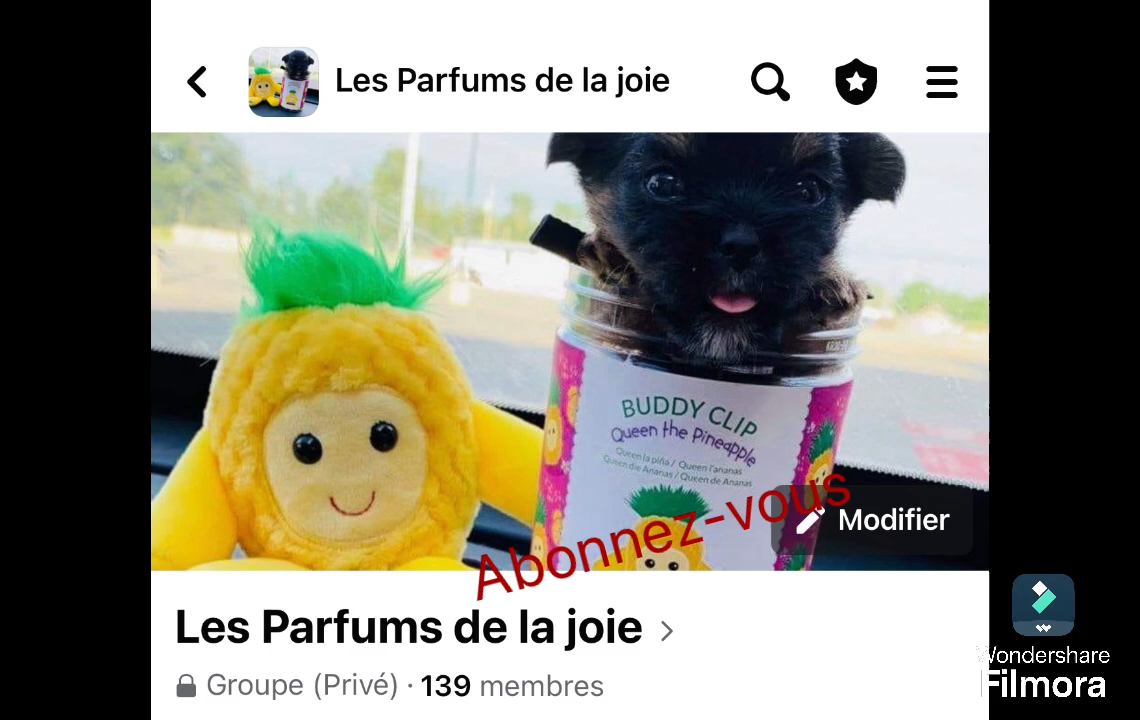 Les Parfums de la joie
BUDDY CLIP
Queen the Pineapple
Queen la piña / Queen l'ananas
Queen die Ananas / Queen de Ananas
Abonnez-vous
Modifier
Les Parfums de la joie
Groupe (Privé) · 139 membres
Wondershare
Filmora